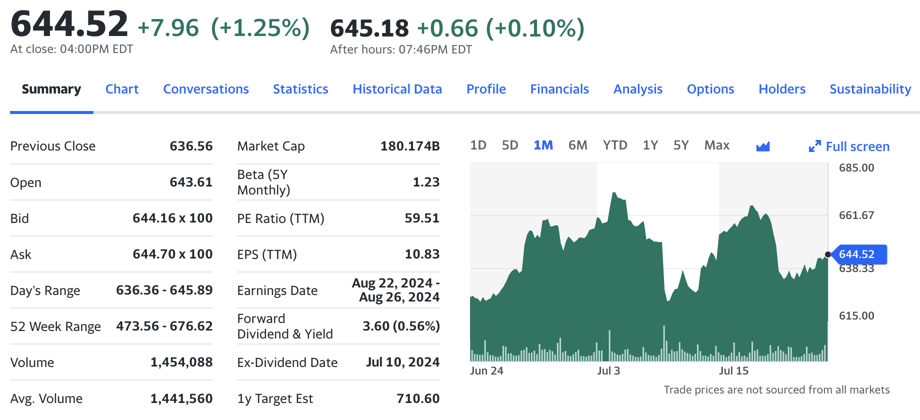 644.52 +7.96 (+1.25%) 645.18 +0.66 (+0.10%)
At close: 04:00PM EDT After hours: 07:46PM EDT
Summary Chart Conversations Statistics Historical Data Profile Financials Analysis Options Holders Sustainability
Previous Close 636.56
Open 643.61
Bid 644.16 x 100
Ask 644.70 x 100
Day's Range 636.36 - 645.89
52 Week Range 473.56 - 676.62
Volume 1,454,088
Avg. Volume 1,441,560
Market Cap 180.174B
Beta (5Y
Monthly) 1.23
PE Ratio (TTM) 59.51
EPS (TTM) 10.83
Earnings Date Aug 22, 2024 -
Aug 26, 2024
Forward
Dividend & Yield 3.60 (0.56%)
Ex-Dividend Date Jul 10, 2024
1y Target Est 710.60
1D 5D 1M 6M YTD 1Y 5Y Max Full screen
685.00
661.67
644.52
638.33
615.00
Jun 24 Jul 3 Jul 15
Trade prices are not sourced from all markets